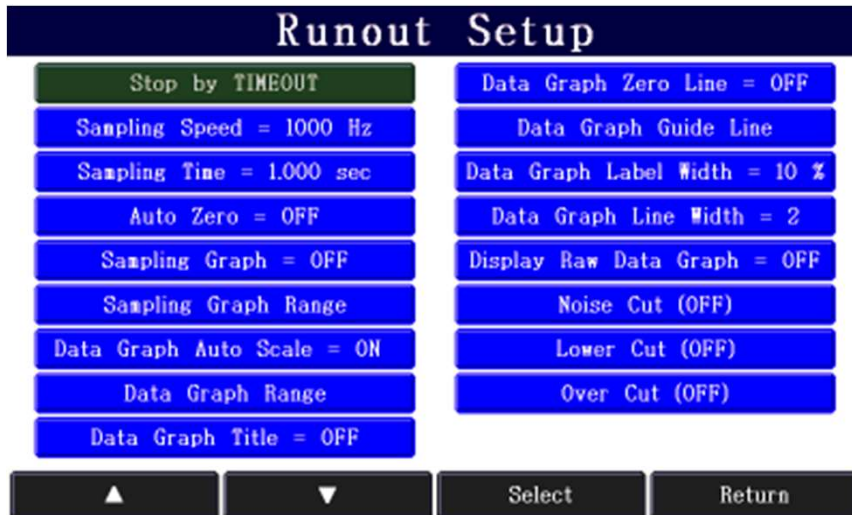 Runout Setup
Stop by TIMEOUT
Sampling Speed = 1000 Hz
Sampling Time = 1.000 sec
Auto Zero = OFF
Sampling Graph = OFF
Sampling Graph Range
Data Graph Auto Scale = ON
Data Graph Range
Data Graph Title = OFF
Data Graph Zero Line = OFF
Data Graph Guide Line
Data Graph Label Width = 10 %
Data Graph Line Width = 2
Display Raw Data Graph = OFF
Noise Cut (OFF)
Lower Cut (OFF)
Over Cut (OFF)
▲ ▼ Select Return